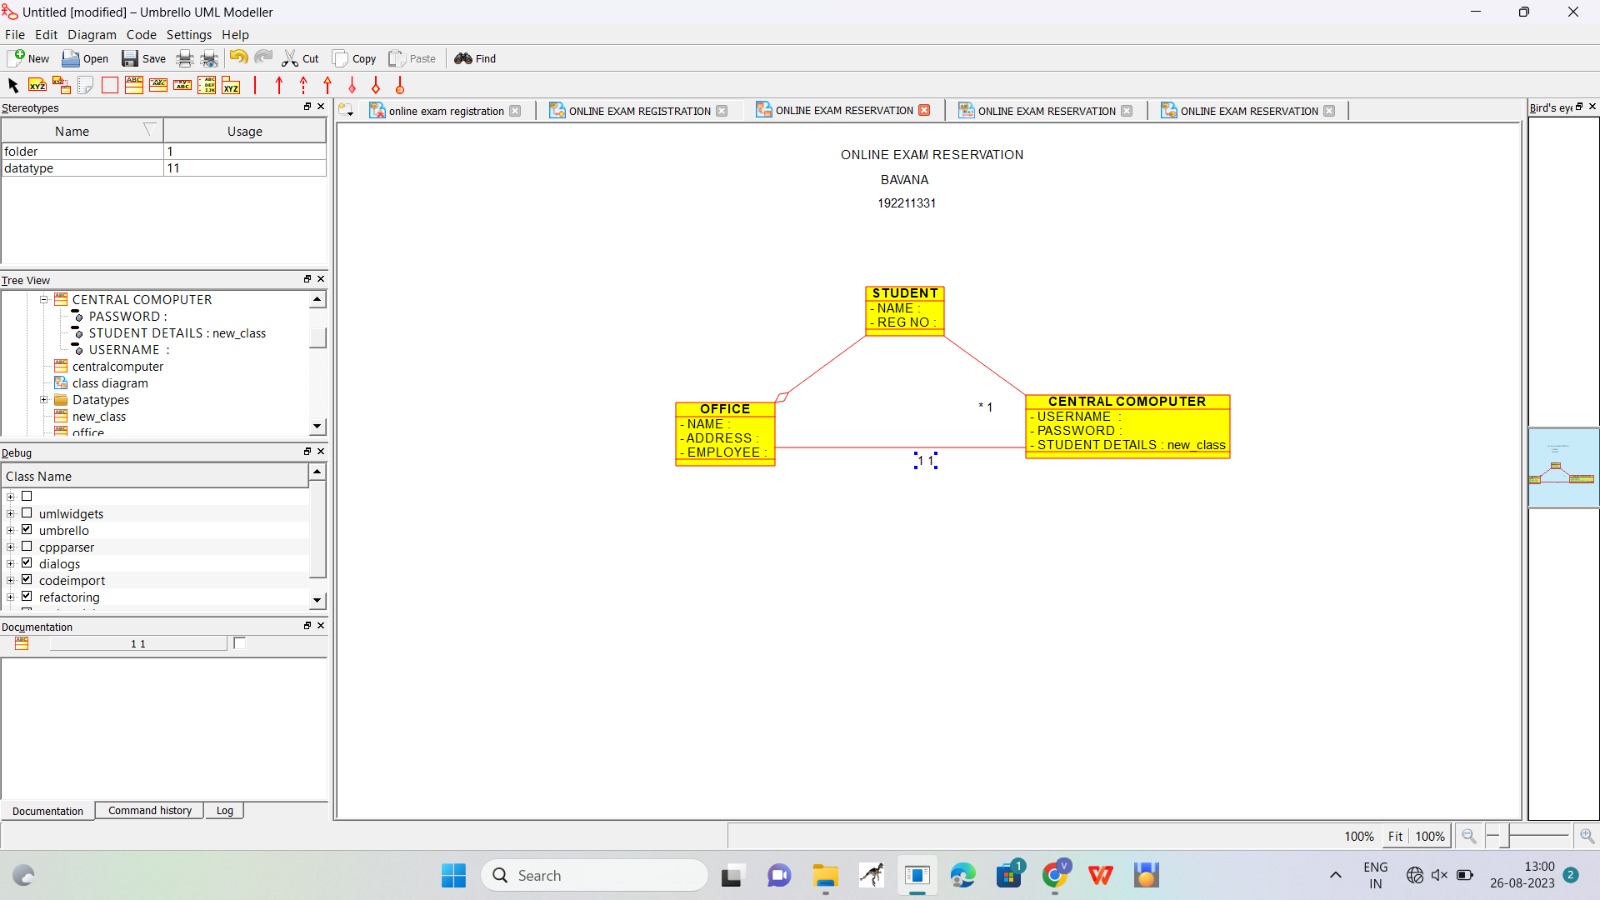 Untitled [modified] – Umbrello UML Modeller
File Edit Diagram Code Settings Help
New Open Save Cut Copy Paste Find
Stereotypes
Name Usage
folder 1
datatype 11
Tree View
CENTRAL COMOPUTER
PASSWORD :
STUDENT DETAILS : new_class
USERNAME :
centralcomputer
class diagram
Datatypes
new_class
office
Debug
Class Name
umlwidgets
umbrello
cppparser
dialogs
codeimport
refactoring
Documentation
1 1
Documentation Command history Log
online exam registration ONLINE EXAM REGISTRATION ONLINE EXAM RESERVATION ONLINE EXAM RESERVATION ONLINE EXAM RESERVATION
ONLINE EXAM RESERVATION
BAVANA
192211331
STUDENT
- NAME :
- REG NO :
OFFICE
- NAME :
- ADDRESS :
- EMPLOYEE :
* 1
CENTRAL COMOPUTER
- USERNAME :
- PASSWORD :
- STUDENT DETAILS : new_class
1 1
Bird's eye
100% Fit 100%
Search
1
V
ENG
IN
13:00
26-08-2023
2